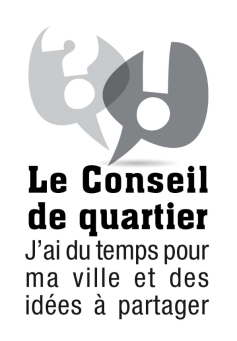 ? !
Le Conseil
de quartier
J'ai du temps pour
ma ville et des
idées à partager